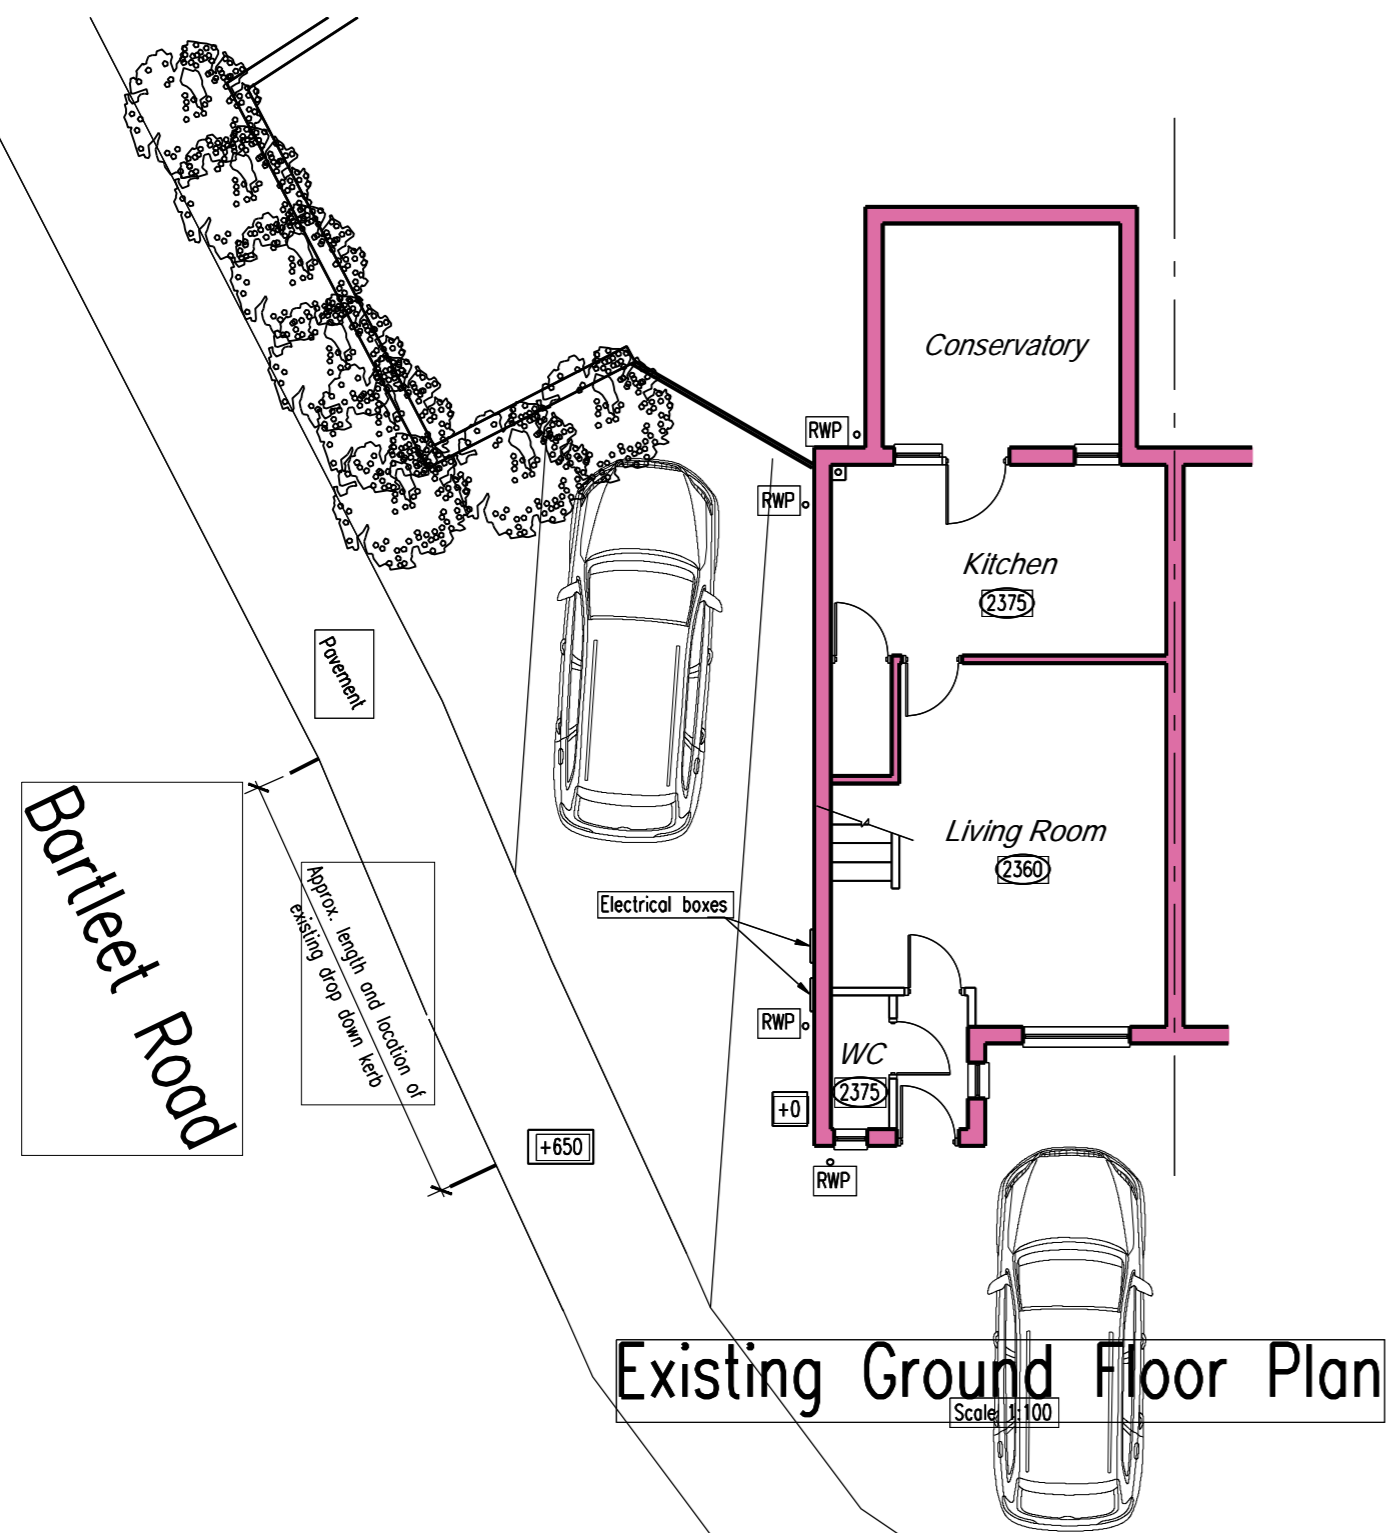 Conservatory
RWP
RWP
Kitchen
2375
Pavement
Living Room
2360
Bartleet Road
Approx. length and location of
existing drop down kerb
Electrical boxes
RWP
WC
2375
+0
+650
RWP
Existing Ground Floor Plan
Scale 1:100